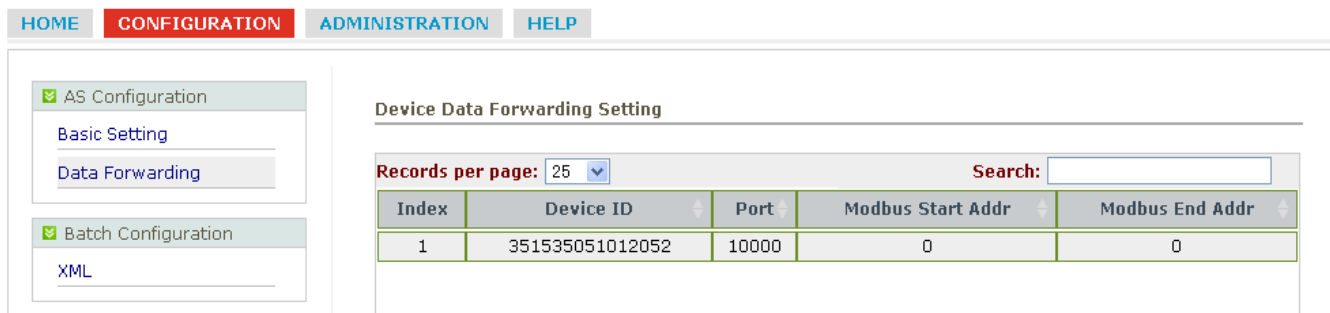 HOME CONFIGURATION ADMINISTRATION HELP
AS Configuration
Basic Setting
Data Forwarding
Batch Configuration
XML
Device Data Forwarding Setting
Records per page: 25 Search:
Index Device ID Port Modbus Start Addr Modbus End Addr
1 351535051012052 10000 0 0